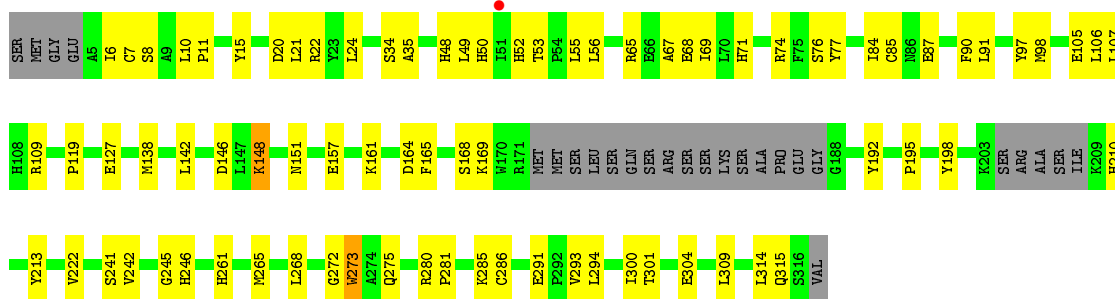 SER MET GLY GLU A5 I6 C7 S8 A9 L10 P11 Y15 D20 L21 R22 Y23 L24 S34 A35 H48 L49 H50 I51 H52 T53 P54 L55 L56 R65 E66 A67 E68 I69 L70 H71 R74 F75 S76 Y77 I84 C85 N86 E87 F90 L91 Y97 M98 E105 L106 L107
H108 R109 P119 E127 M138 L142 D146 L147 K148 N151 E157 K161 D164 F165 S168 K169 W170 R171 MET MET SER LEU SER GLN SER ARG SER SER LYS SER ALA PRO GLU GLY G188 Y192 P195 Y198 K203 SER ARG ALA SER ILE K209 H210
Y213 V222 S241 V242 G245 H246 H261 M265 L268 G272 W273 A274 Q275 R280 P281 K285 C286 E291 P292 V293 L294 I300 T301 E304 L309 L314 Q315 S316 VAL